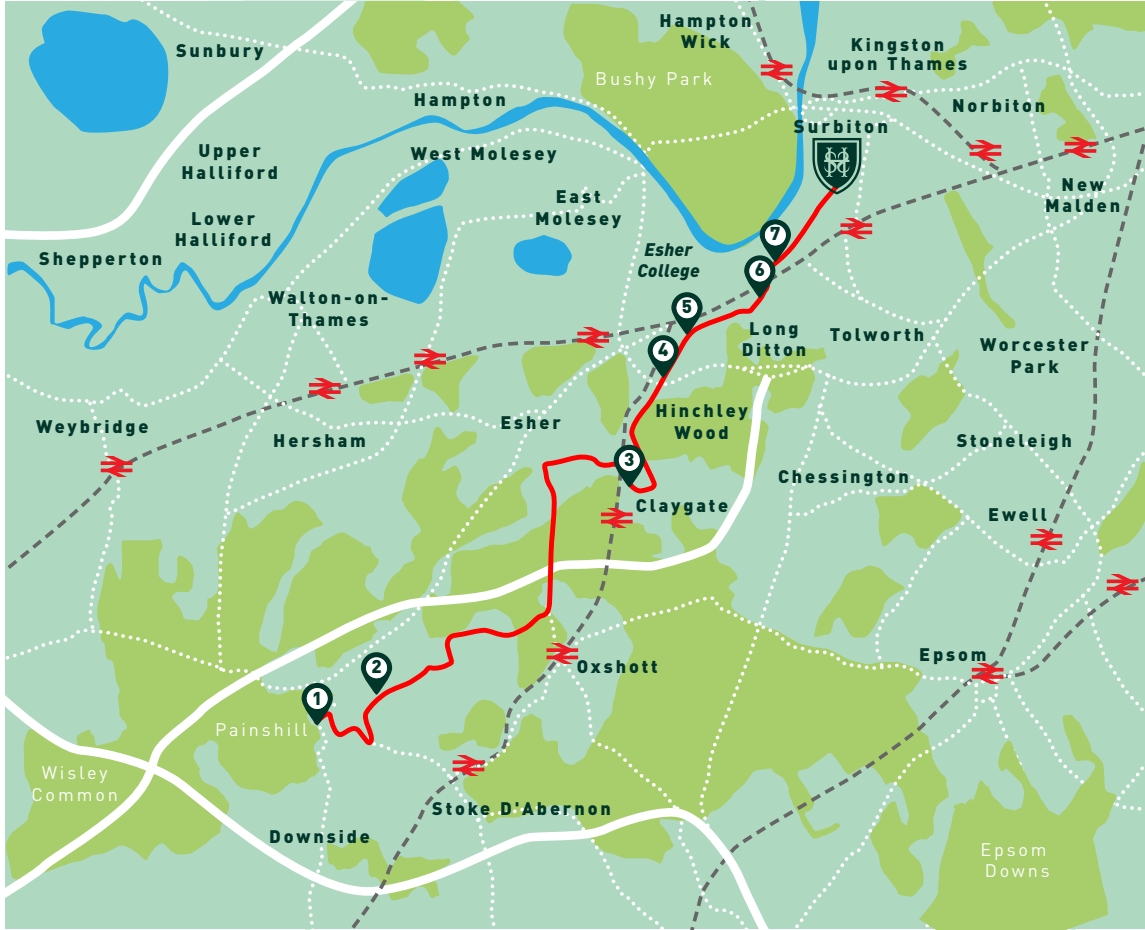 Hampton
Wick
Sunbury
Kingston
upon Thames
Bushy Park
Hampton
Norbiton
Surbiton
SHS
Upper
Halliford
West Molesey
New
Malden
East
Molesey
Lower
Halliford
Shepperton
Esher
College
7
6
Walton-on-
Thames
5
Long
Ditton
Tolworth
Worcester
Park
4
Hinchley
Wood
Weybridge
Hersham
Esher
Stoneleigh
3
Chessington
Claygate
Ewell
Epsom
Oxshott
2
1
Painshill
Wisley
Common
Stoke D'Abernon
Downside
Epsom
Downs